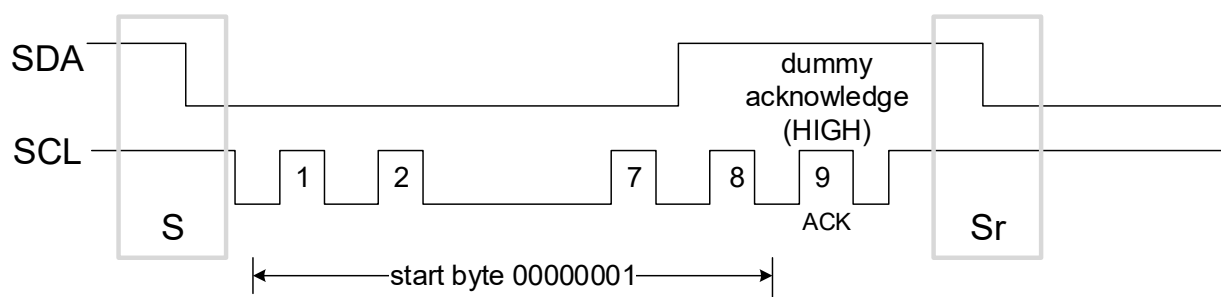 SDA
dummy
acknowledge
(HIGH)
SCL
1
2
7
8
9
ACK
S
Sr
start byte 00000001